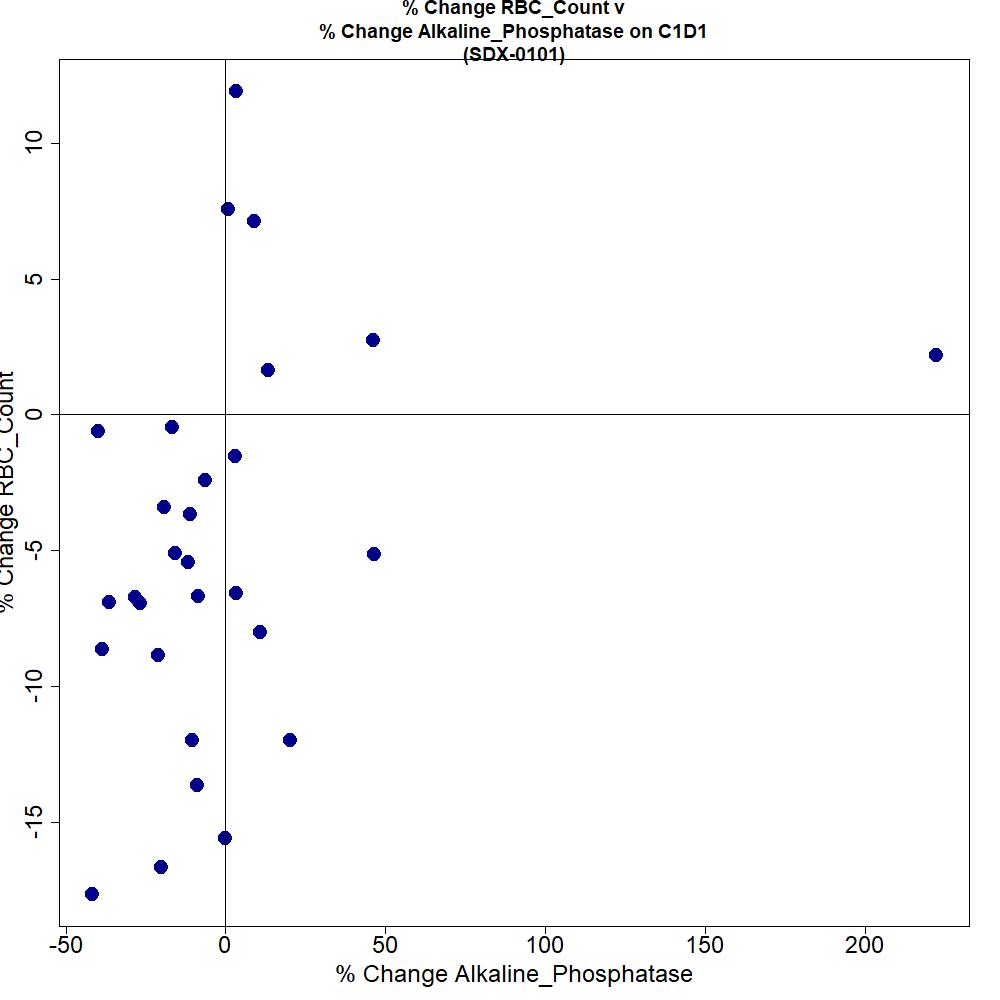 % Change RBC_Count v
% Change Alkaline_Phosphatase on C1D1
(SDX-0101)
% Change RBC_Count
10
5
0
-5
-10
-15
-50
0
50
100
150
200
% Change Alkaline_Phosphatase